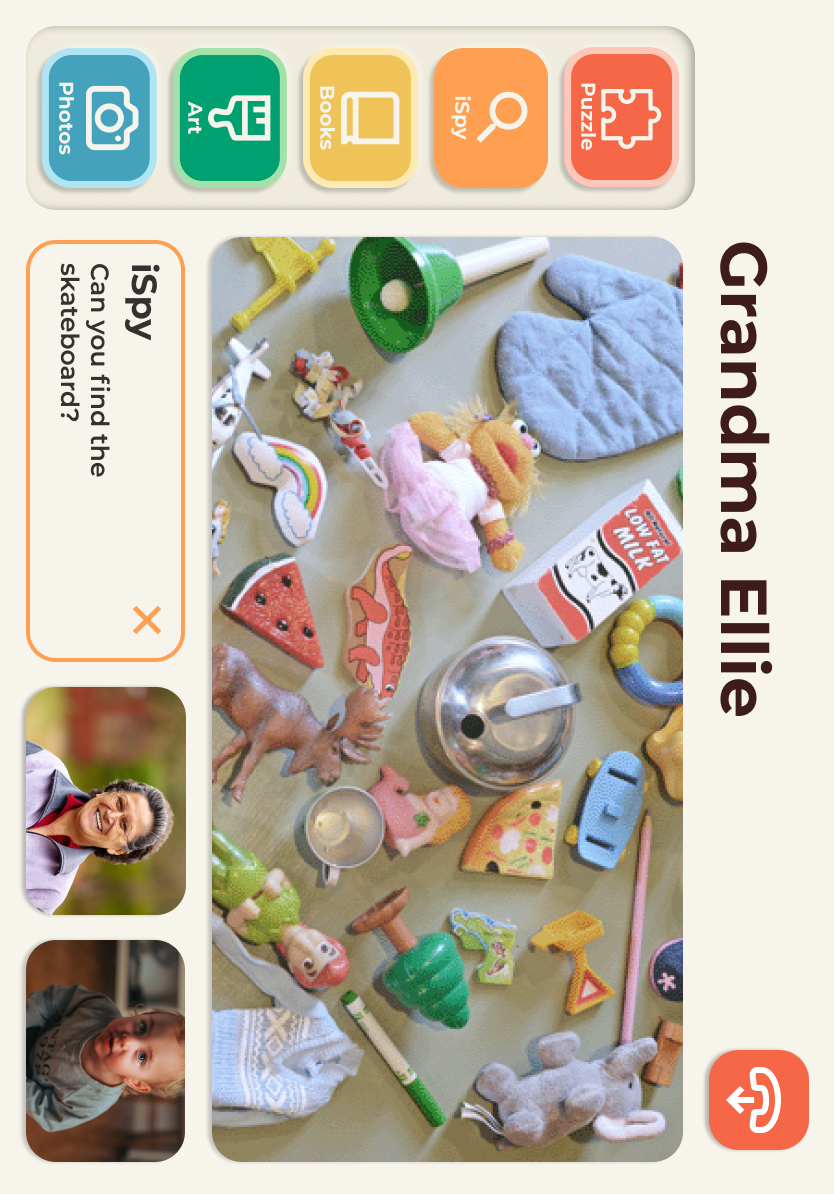 Grandma Ellie
Puzzle
iSpy
Books
Art
Photos
LOW FAT
MILK
iSpy
Can you find the
skateboard?